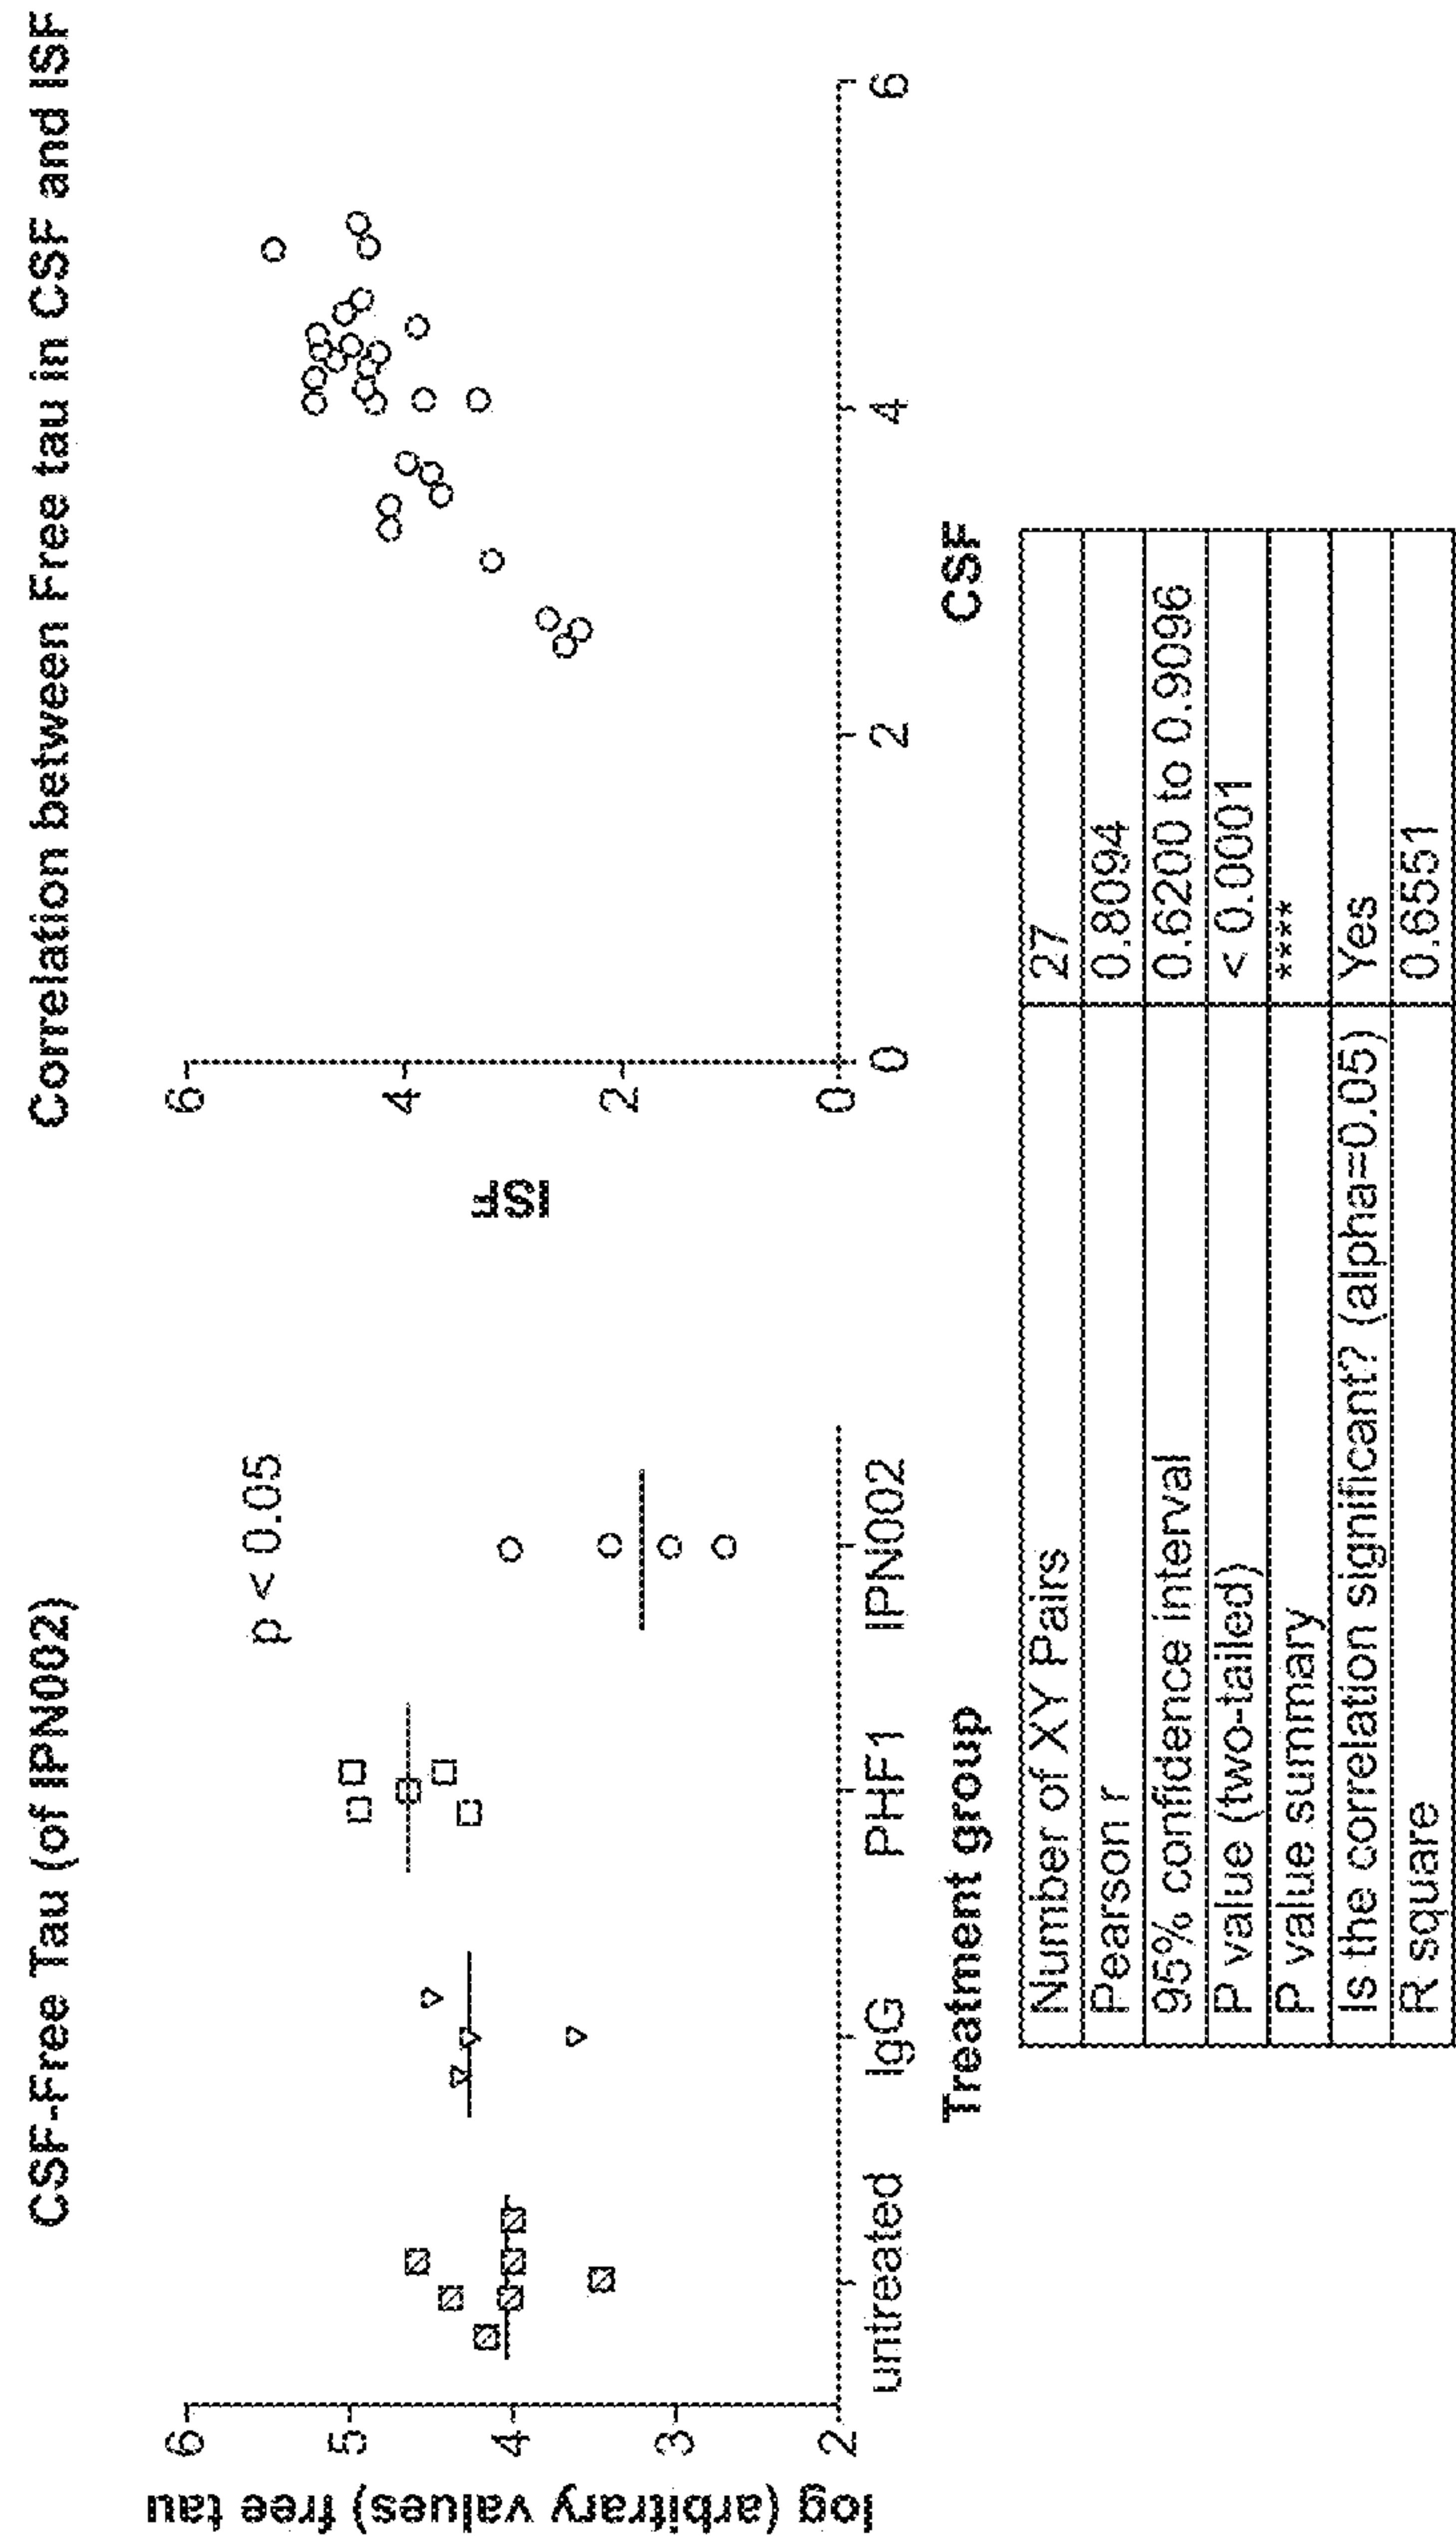 CSF-Free Tau (of IPN002)
log (arbitrary values) free tau
6
5
4
3
2
p < 0.05
untreated
IgG
PHF1
IPN002
Treatment group
Correlation between Free tau in CSF and ISF
ISF
6
4
2
0
0
2
4
6
CSF
Number of XY Pairs 27
Pearson r 0.8094
95% confidence interval 0.6200 to 0.9096
P value (two-tailed) < 0.0001
P value summary ****
Is the correlation significant? (alpha=0.05) Yes
R square 0.6551